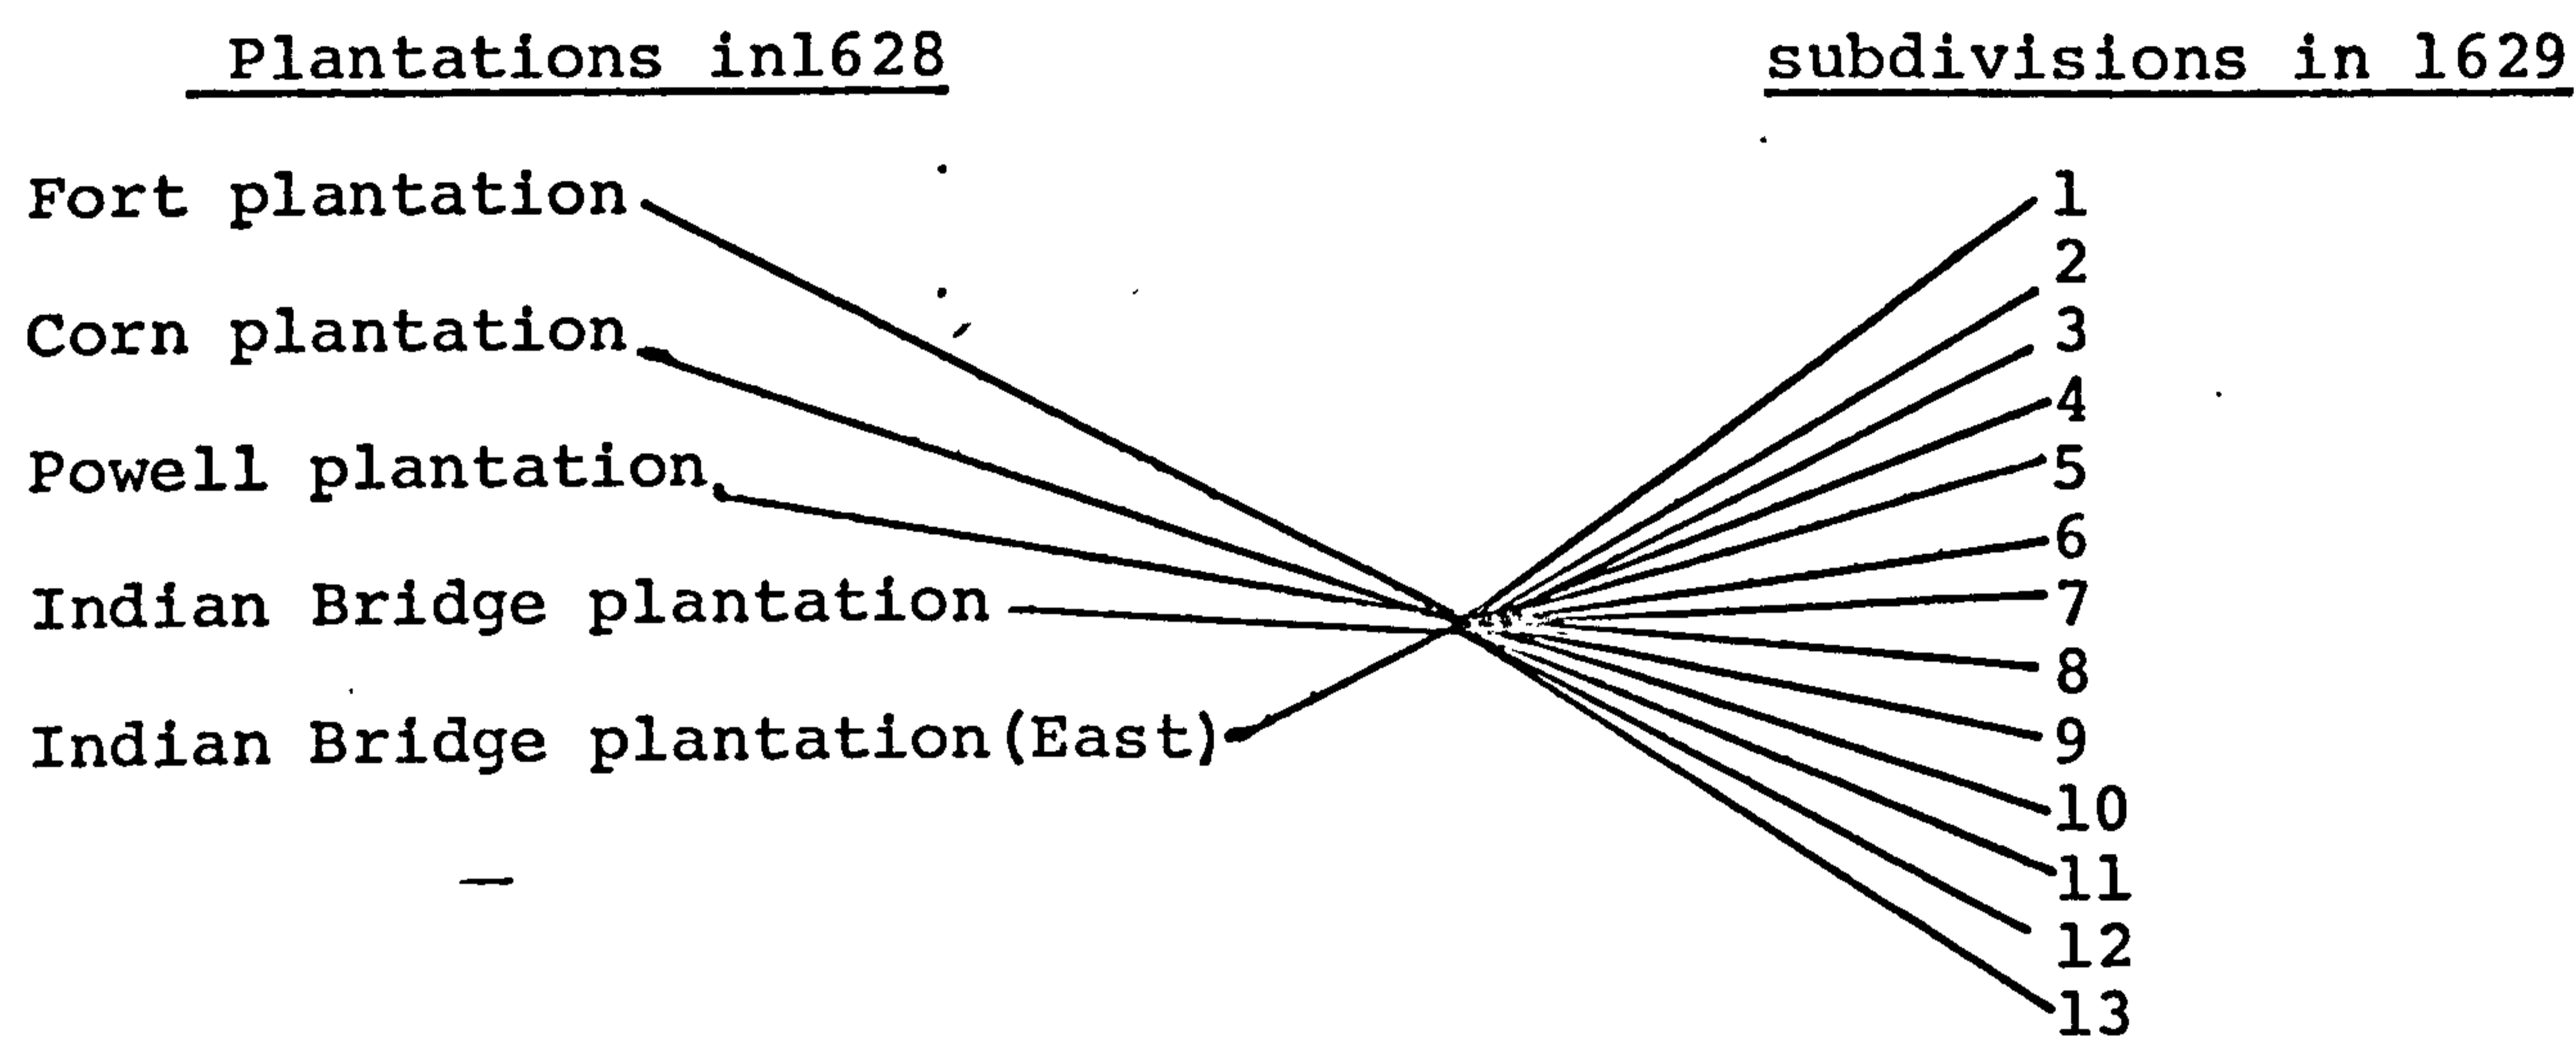 Plantations in1628
subdivisions in 1629
Fort plantation
Corn plantation
Powell plantation
Indian Bridge plantation
Indian Bridge plantation(East)
1
2
3
4
5
6
7
8
9
10
11
12
13